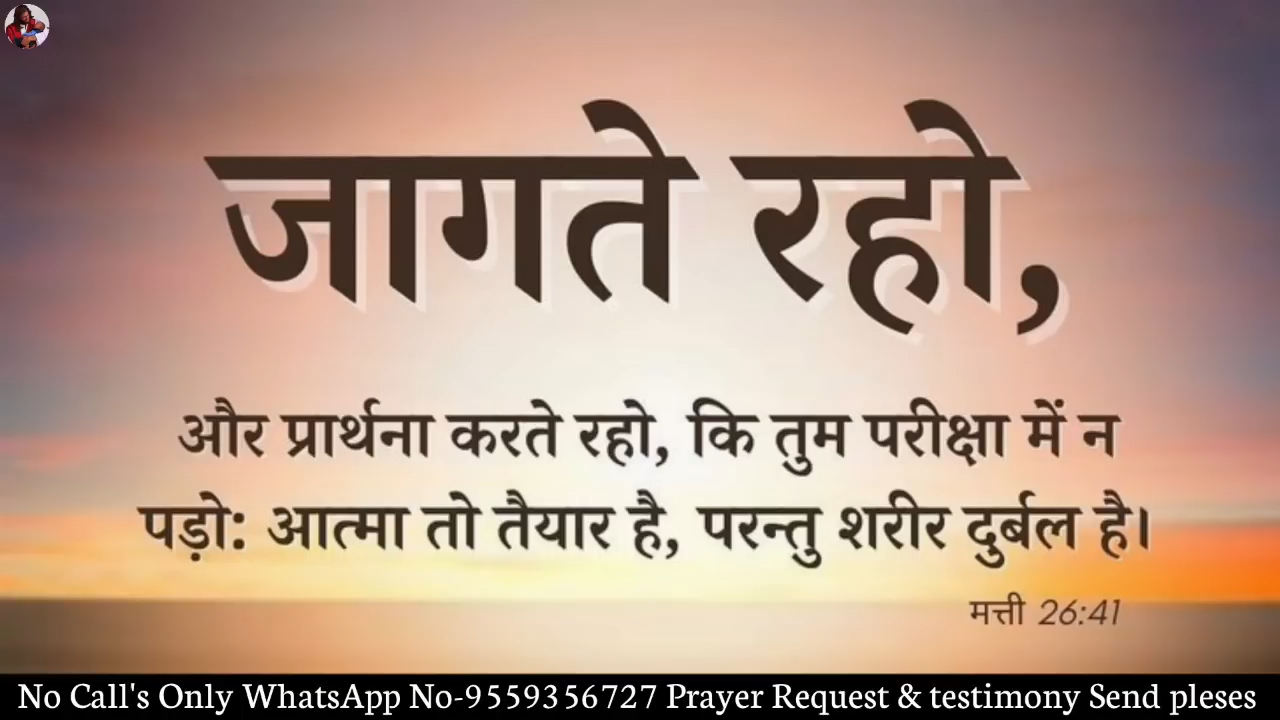 जागते रहो,
और प्रार्थना करते रहो, कि तुम परीक्षा में न
पड़ो: आत्मा तो तैयार है, परन्तु शरीर दुर्बल है।
मत्ती 26:41
No Call's Only WhatsApp No-9559356727 Prayer Request & testimony Send pleses